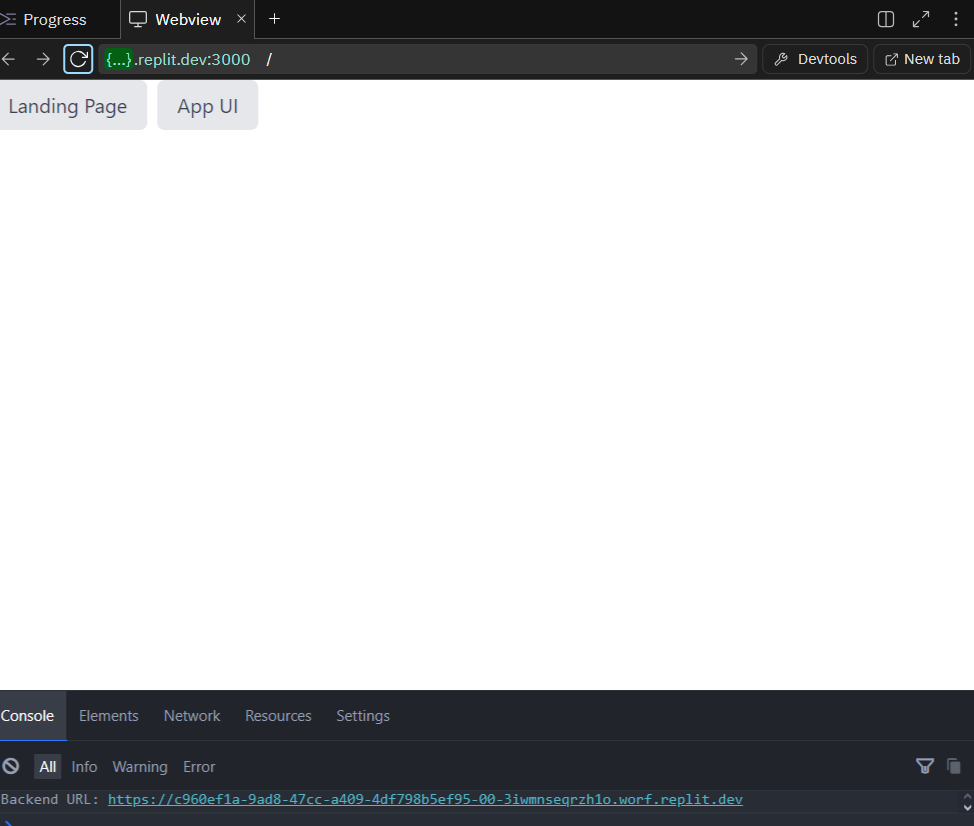 Progress Webview
{...}.replit.dev:3000 / Devtools New tab
Landing Page App UI
Console Elements Network Resources Settings
All Info Warning Error
Backend URL: https://c960ef1a-9ad8-47cc-a409-4df798b5ef95-00-3iwmnseqrzh1o.worf.replit.dev